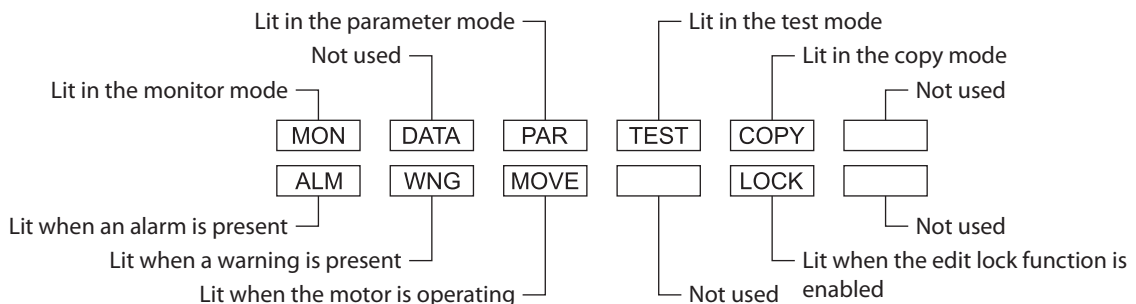 Lit in the parameter mode
Lit in the test mode
Not used
Lit in the copy mode
Lit in the monitor mode
Not used
MON DATA PAR TEST COPY
ALM WNG MOVE LOCK
Lit when an alarm is present
Not used
Lit when a warning is present
Lit when the edit lock function is
enabled
Lit when the motor is operating
Not used